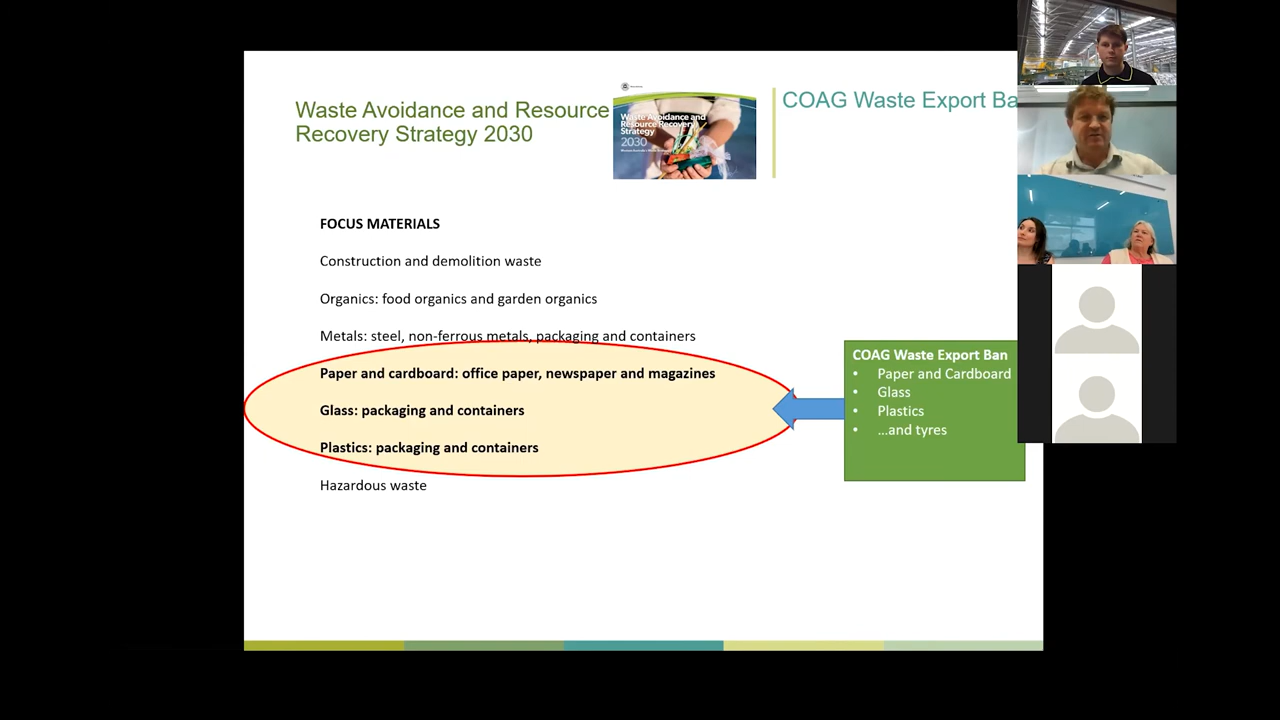 Waste Avoidance and Resource
Recovery Strategy 2030
Waste Avoidance and
Resource Recovery
Strategy
2030
COAG Waste Export Ba
FOCUS MATERIALS
Construction and demolition waste
Organics: food organics and garden organics
Metals: steel, non-ferrous metals, packaging and containers
Paper and cardboard: office paper, newspaper and magazines
Glass: packaging and containers
Plastics: packaging and containers
Hazardous waste
COAG Waste Export Ban
• Paper and Cardboard
• Glass
• Plastics
• ...and tyres